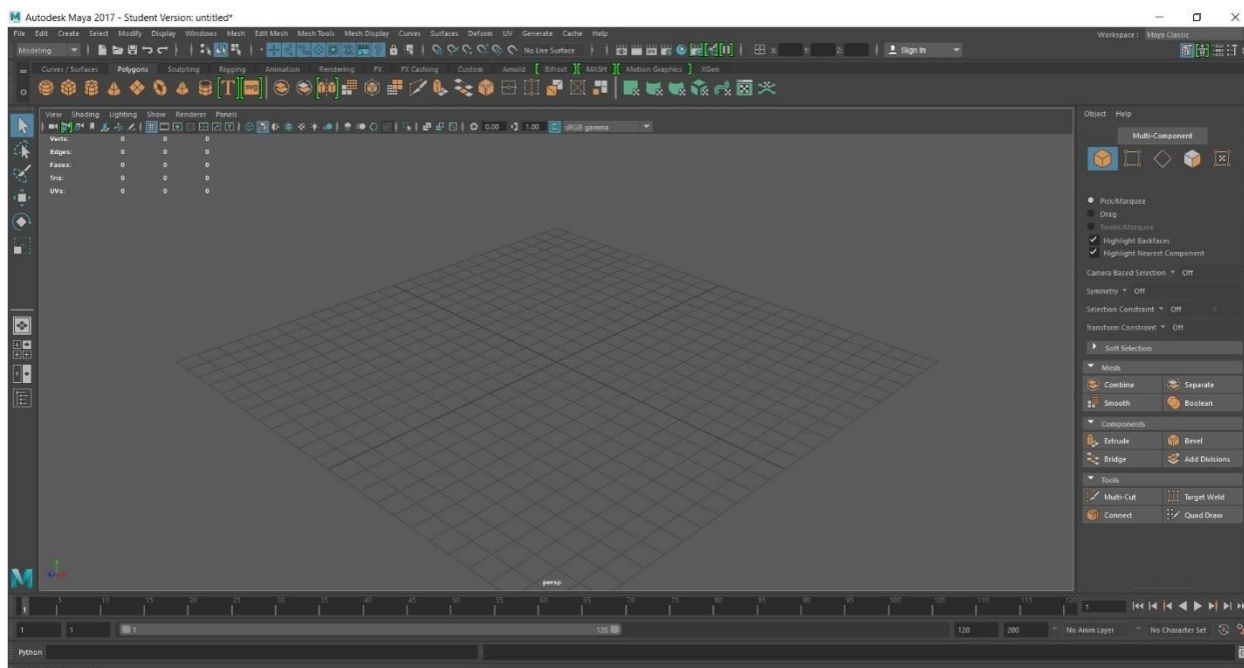 Autodesk Maya 2017 - Student Version: untitled*
File Edit Create Select Modify Display Windows Mesh Edit Mesh Mesh Tools Mesh Display Curves Surfaces Deform UV Generate Cache Help
Workspace: Maya Classic
Modeling No Live Surface X: Y: Z: Sign In
Curves / Surfaces Polygons Sculpting Rigging Animation Rendering FX FX Caching Custom Arnold Bifrost MASH Motion Graphics XGen
T SVG
View Shading Lighting Show Renderer Panels
0.00 1.00 sRGB gamma
Verts: 0 0 0
Edges: 0 0 0
Faces: 0 0 0
Tris: 0 0 0
UVs: 0 0 0
persp
Object Help
Multi-Component
Pick/Marquee
Drag
Tweak/Marquee
Highlight Backfaces
Highlight Nearest Component
Camera Based Selection Off
Symmetry Off
Selection Constraint Off
Transform Constraint Off
Soft Selection
Mesh
Combine Separate
Smooth Boolean
Components
Extrude Bevel
Bridge Add Divisions
Tools
Multi-Cut Target Weld
Connect Quad Draw
1 5 10 15 20 25 30 35 40 45 50 55 60 65 70 75 80 85 90 95 100 105 110 115 120 1
1 1 1 120 120 200 No Anim Layer No Character Set
Python